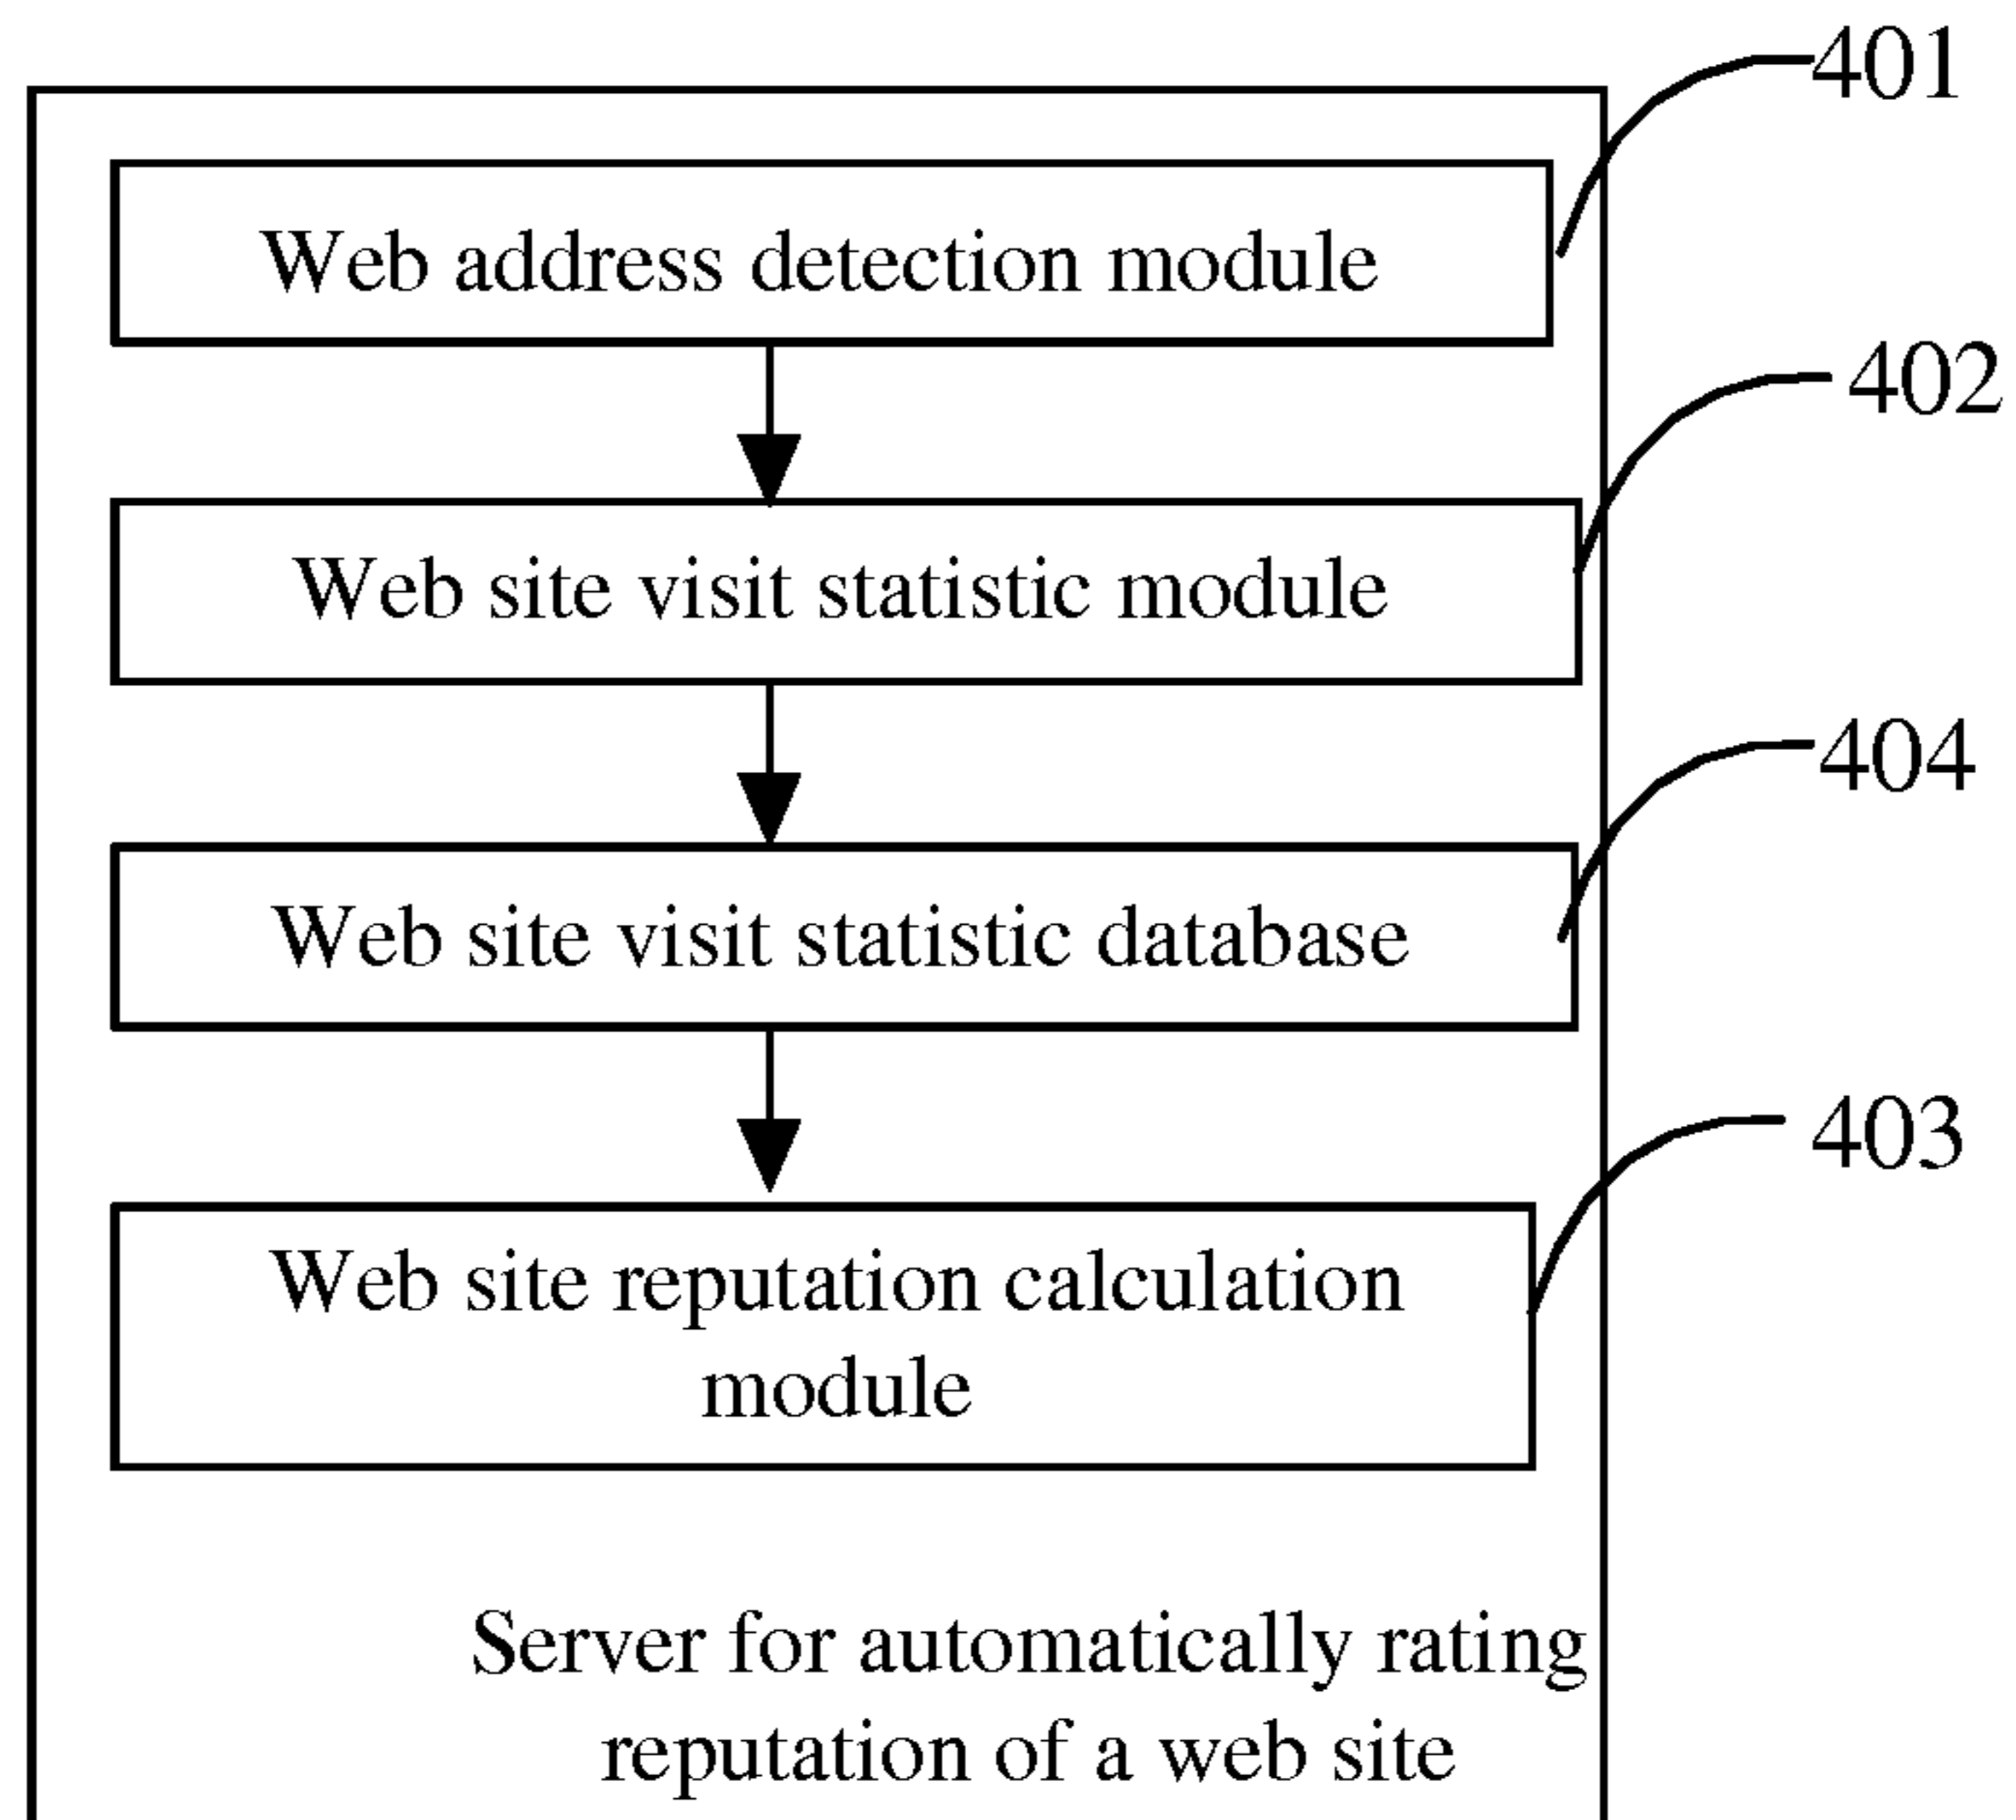 401
Web address detection module
402
Web site visit statistic module
404
Web site visit statistic database
403
Web site reputation calculation
module
Server for automatically rating
reputation of a web site